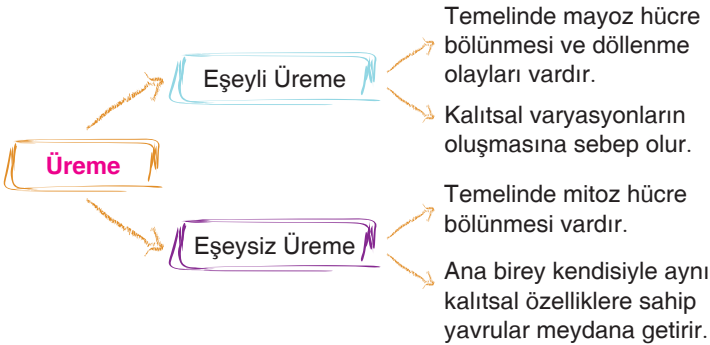 Temelinde mayoz hücre
bölünmesi ve döllenme
olayları vardır.
Eşeyli Üreme
Kalıtsal varyasyonların
oluşmasına sebep olur.
Üreme
Temelinde mitoz hücre
bölünmesi vardır.
Eşeysiz Üreme
Ana birey kendisiyle aynı
kalıtsal özelliklere sahip
yavrular meydana getirir.